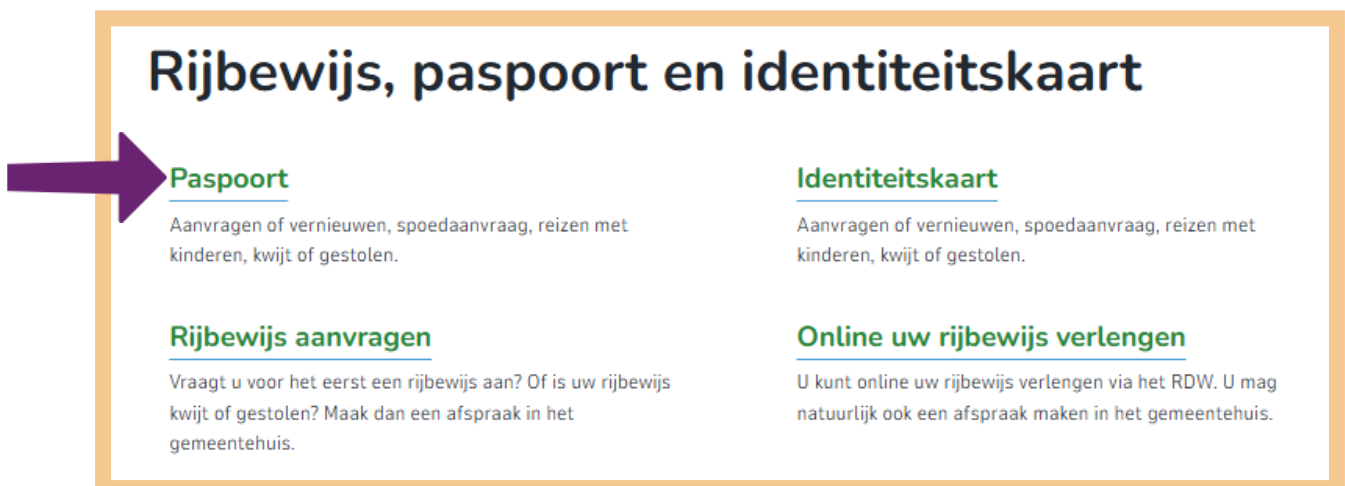 Rijbewijs, paspoort en identiteitskaart
Paspoort
Aanvragen of vernieuwen, spoedaanvraag, reizen met
kinderen, kwijt of gestolen.
Identiteitskaart
Aanvragen of vernieuwen, spoedaanvraag, reizen met
kinderen, kwijt of gestolen.
Rijbewijs aanvragen
Vraagt u voor het eerst een rijbewijs aan? Of is uw rijbewijs
kwijt of gestolen? Maak dan een afspraak in het
gemeentehuis.
Online uw rijbewijs verlengen
U kunt online uw rijbewijs verlengen via het RDW. U mag
natuurlijk ook een afspraak maken in het gemeentehuis.